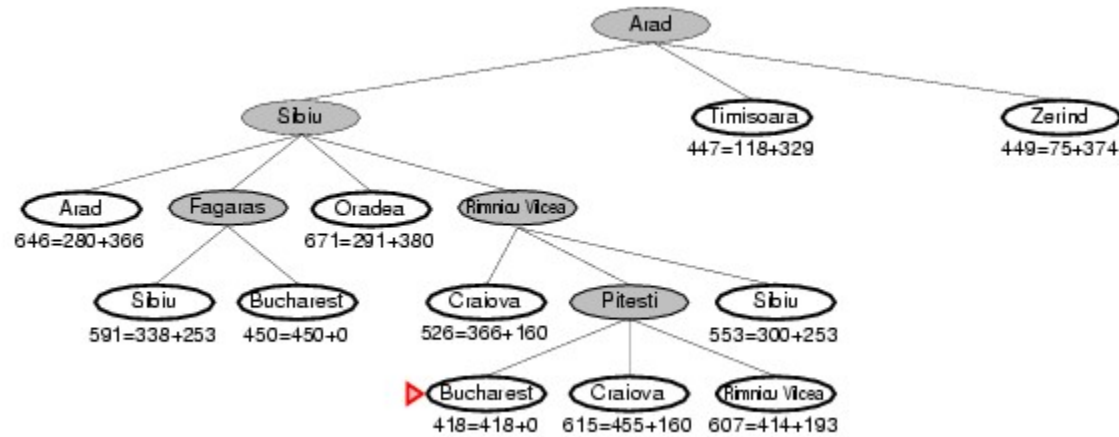 Arad
Sibiu
Timisoara
Zerind
447=118+329
449=75+374
Arad
Fagaras
Oradea
Rimnicu Vilcea
646=280+366
671=291+380
Sibiu
Bucharest
Craiova
Pitesti
Sibiu
591=338+253
450=450+0
526=366+160
553=300+253
Bucharest
Craiova
Rimnicu Vilcea
418=418+0
615=455+160
607=414+193